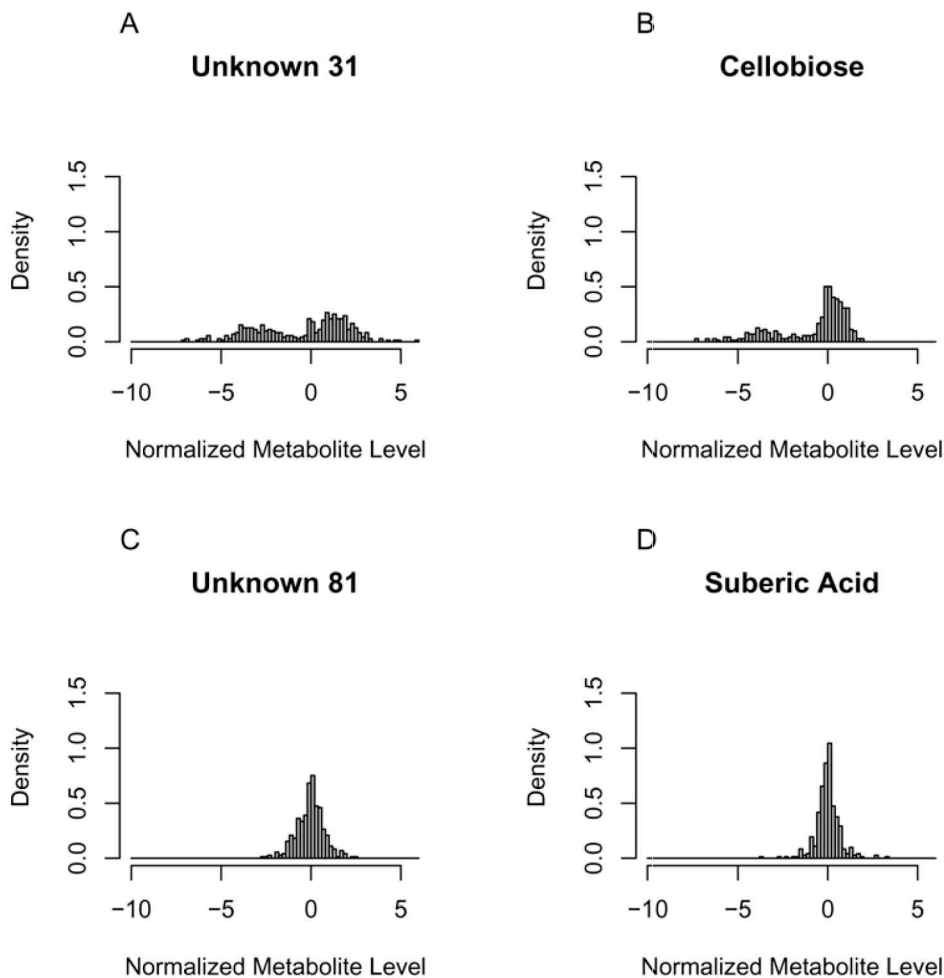 A
Unknown 31
Density
0.0 0.5 1.0 1.5
−10 −5 0 5
Normalized Metabolite Level
B
Cellobiose
Density
0.0 0.5 1.0 1.5
−10 −5 0 5
Normalized Metabolite Level
C
Unknown 81
Density
0.0 0.5 1.0 1.5
−10 −5 0 5
Normalized Metabolite Level
D
Suberic Acid
Density
0.0 0.5 1.0 1.5
−10 −5 0 5
Normalized Metabolite Level